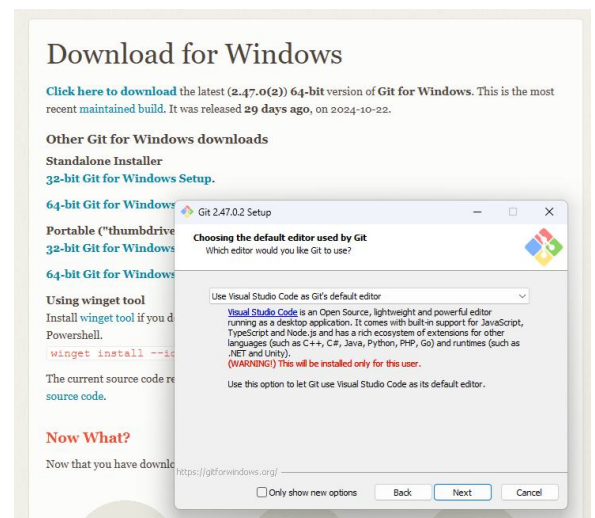 Download for Windows
Click here to download the latest (2.47.0(2)) 64-bit version of Git for Windows. This is the most
recent maintained build. It was released 29 days ago, on 2024-10-22.
Other Git for Windows downloads
Standalone Installer
32-bit Git for Windows Setup.
64-bit Git for Windows
Portable ("thumbdrive
32-bit Git for Windows
64-bit Git for Windows
Using winget tool
Install winget tool if you d
Powershell.
winget install --id
The current source code re
source code.
Now What?
Now that you have downlo
Git 2.47.0.2 Setup
Choosing the default editor used by Git
Which editor would you like Git to use?
Use Visual Studio Code as Git's default editor
Visual Studio Code is an Open Source, lightweight and powerful editor
running as a desktop application. It comes with built-in support for JavaScript,
TypeScript and Node.js and has a rich ecosystem of extensions for other
languages (such as C++, C#, Java, Python, PHP, Go) and runtimes (such as
.NET and Unity).
(WARNING!) This will be installed only for this user.
Use this option to let Git use Visual Studio Code as its default editor.
https://gitforwindows.org/
Only show new options
Back
Next
Cancel